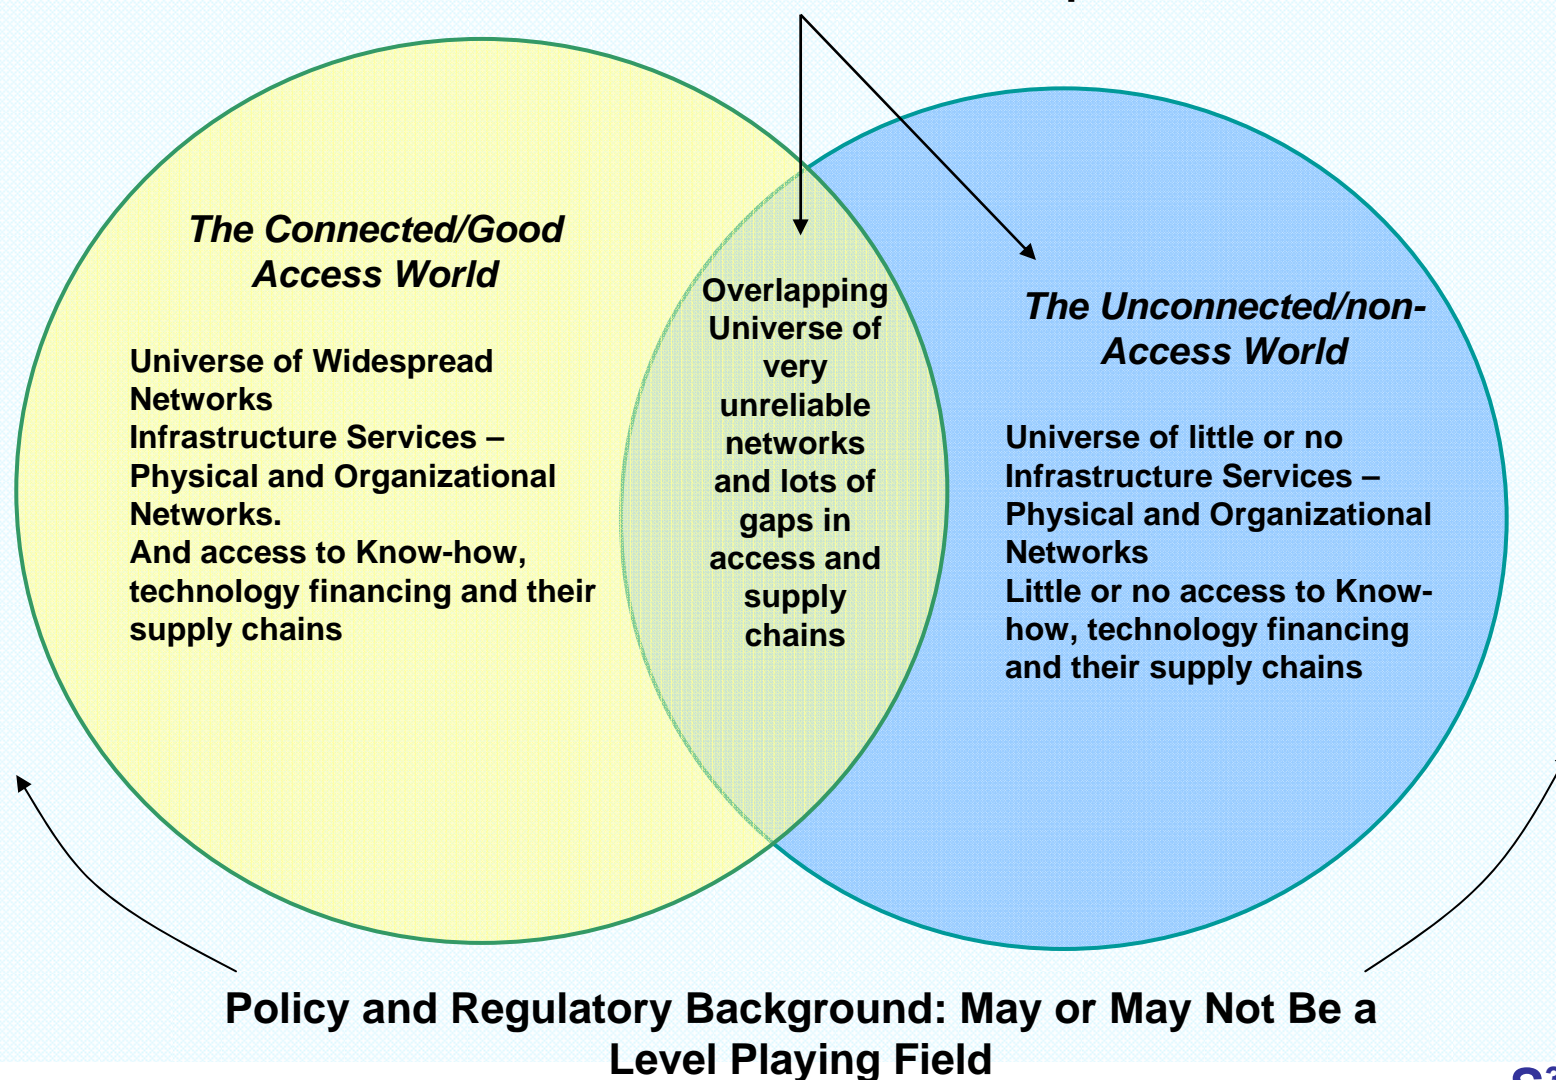 The Connected/Good
Access World
Universe of Widespread
Networks
Infrastructure Services –
Physical and Organizational
Networks.
And access to Know-how,
technology financing and their
supply chains
Overlapping
Universe of
very
unreliable
networks
and lots of
gaps in
access and
supply
chains
The Unconnected/non-
Access World
Universe of little or no
Infrastructure Services –
Physical and Organizational
Networks
Little or no access to Know-
how, technology financing
and their supply chains
Policy and Regulatory Background: May or May Not Be a
Level Playing Field